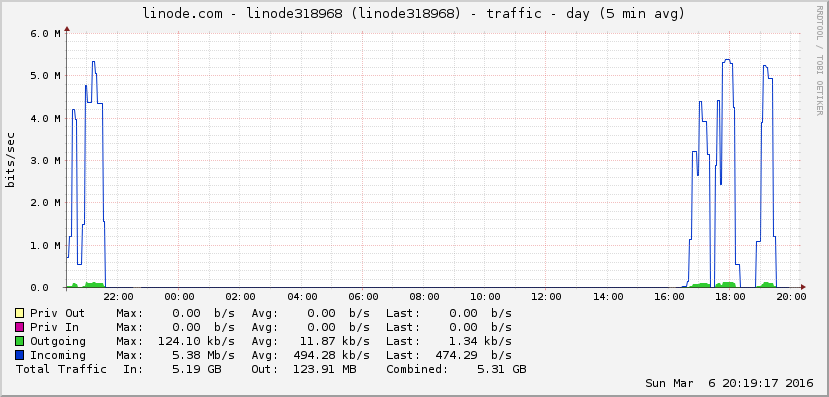 linode.com - linode318968 (linode318968) - traffic - day (5 min avg)
RRDTOOL / TOBI OETIKER
bits/sec
6.0 M
5.0 M
4.0 M
3.0 M
2.0 M
1.0 M
0.0
22:00 00:00 02:00 04:00 06:00 08:00 10:00 12:00 14:00 16:00 18:00 20:00
Priv Out Max: 0.00 b/s Avg: 0.00 b/s Last: 0.00 b/s
Priv In Max: 0.00 b/s Avg: 0.00 b/s Last: 0.00 b/s
Outgoing Max: 124.10 kb/s Avg: 11.87 kb/s Last: 1.34 kb/s
Incoming Max: 5.38 Mb/s Avg: 494.28 kb/s Last: 474.29 b/s
Total Traffic In: 5.19 GB Out: 123.91 MB Combined: 5.31 GB
Sun Mar 6 20:19:17 2016